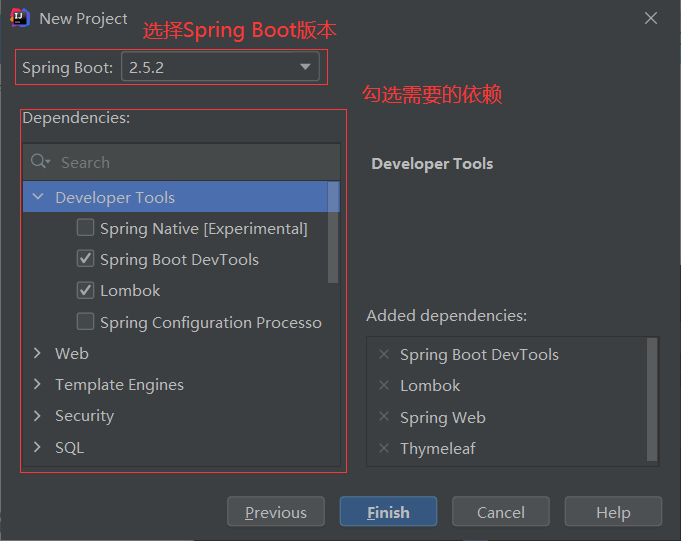 New Project
选择Spring Boot版本
Spring Boot: 2.5.2
勾选需要的依赖
Dependencies:
Search
Developer Tools
Spring Native [Experimental]
Spring Boot DevTools
Lombok
Spring Configuration Processo
Web
Template Engines
Security
SQL
Developer Tools
Added dependencies:
Spring Boot DevTools
Lombok
Spring Web
Thymeleaf
Previous
Finish
Cancel
Help